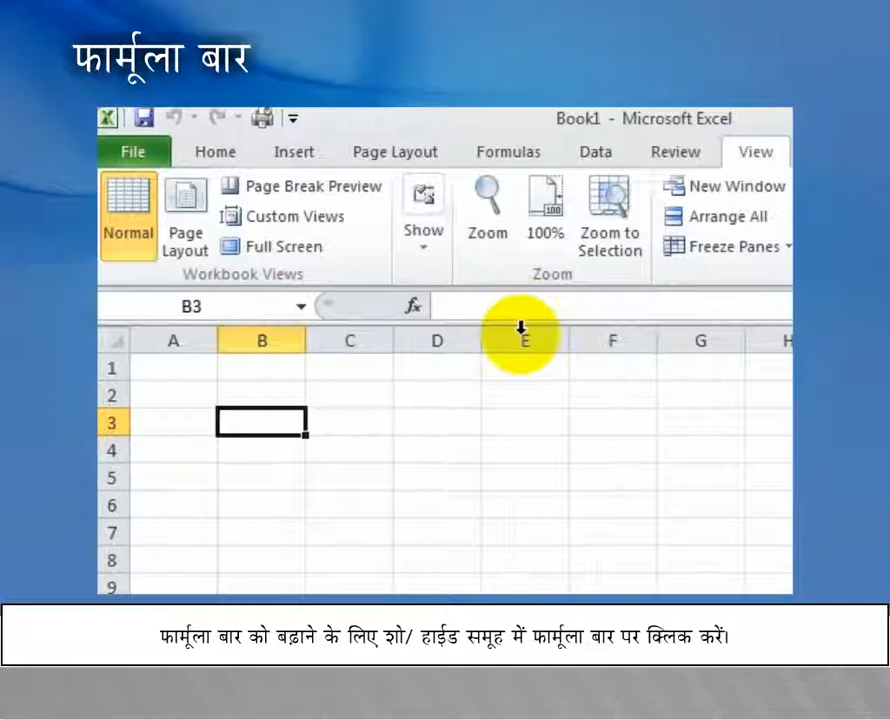 फार्मूला बार
Book1 - Microsoft Excel
File Home Insert Page Layout Formulas Data Review View
Normal
Page Layout
Page Break Preview
Custom Views
Full Screen
Workbook Views
Show
Zoom
100%
Zoom to Selection
Zoom
New Window
Arrange All
Freeze Panes
B3 fx
A B C D E F G H
1
2
3
4
5
6
7
8
9
फार्मूला बार को बढ़ाने के लिए शो/ हाईड समूह में फार्मूला बार पर क्लिक करें।